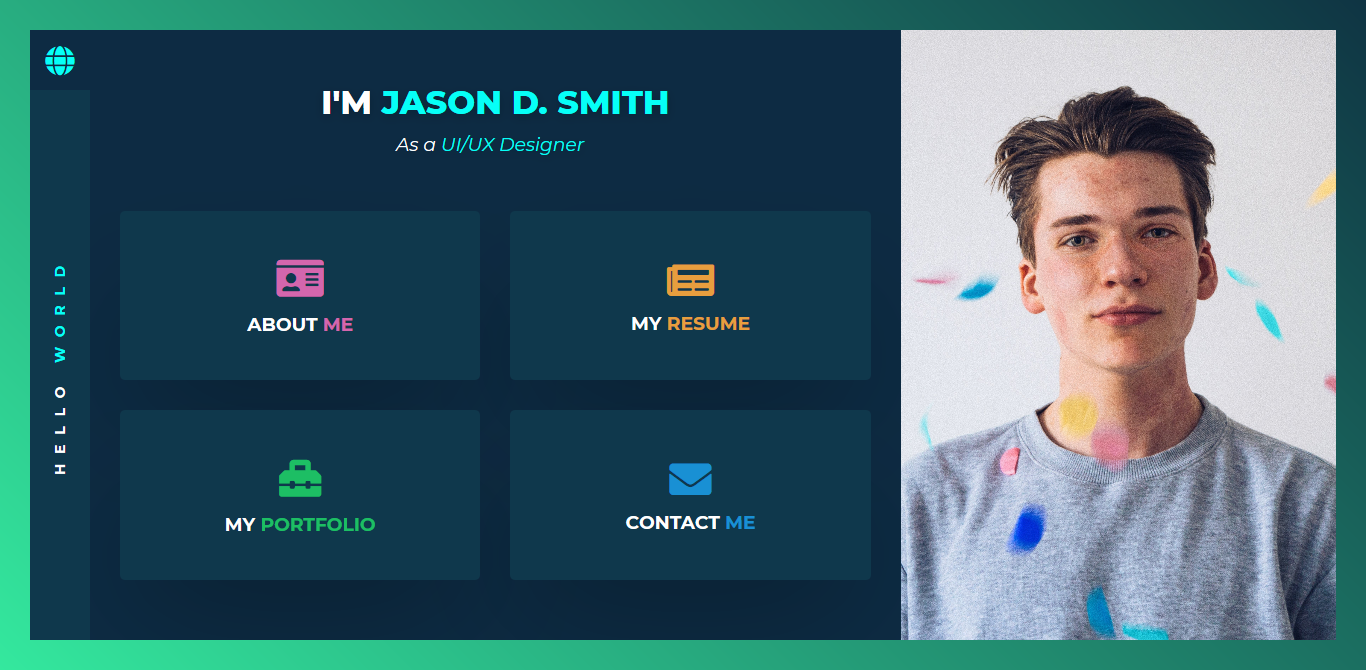 I'M JASON D. SMITH
As a UI/UX Designer
HELLO WORLD
ABOUT ME
MY RESUME
MY PORTFOLIO
CONTACT ME